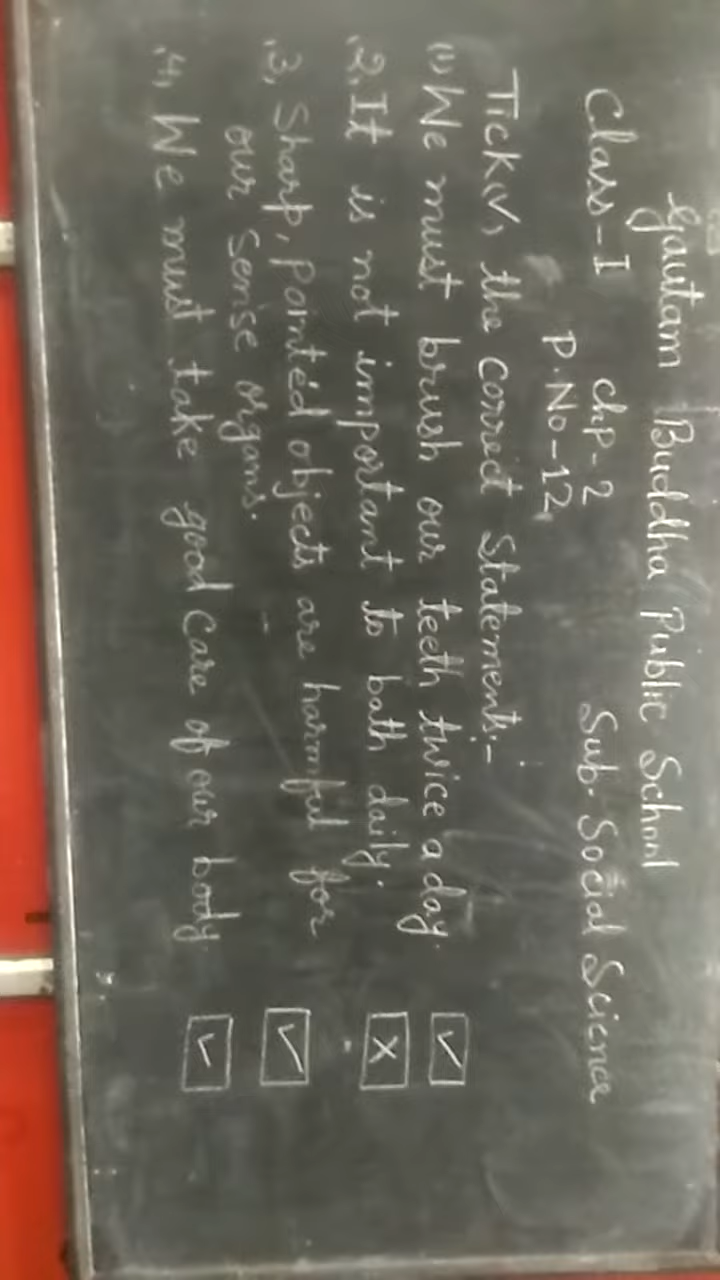 Gautam Buddha Public School
Class-I chp-2 Sub. Social Science
P.No-12
Tick(✓) the correct Statements:-
(1) We must brush our teeth twice a day. ✓
2. It is not important to bath daily. ×
3. Sharp, pointed objects are harmful for ✓
our sense organs.
4. We must take good care of our body. ✓